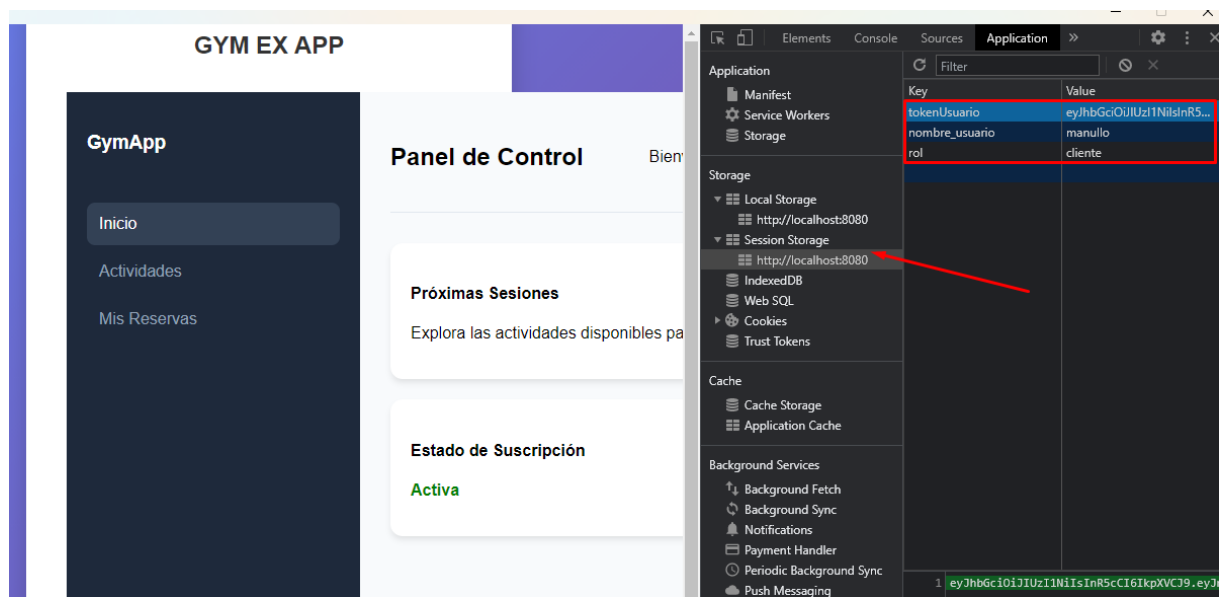 GYM EX APP
GymApp
Inicio
Actividades
Mis Reservas
Panel de Control
Próximas Sesiones
Explora las actividades disponibles
Estado de Suscripción
Activa
Elements Console Sources Application »
Application
Manifest
Service Workers
Storage
Storage
Local Storage
http://localhost:8080
Session Storage
http://localhost:8080
IndexedDB
Web SQL
Cookies
Trust Tokens
Cache
Cache Storage
Application Cache
Background Services
Background Fetch
Background Sync
Notifications
Payment Handler
Periodic Background Sync
Push Messaging
Filter
Key Value
tokenUsuario eyJhbGciOiJIUzI1NiIsInR5...
nombre_usuario manullo
rol cliente
1 eyJhbGciOiJIUzI1NiIsInR5cCI6IkpXVCJ9.eyJ